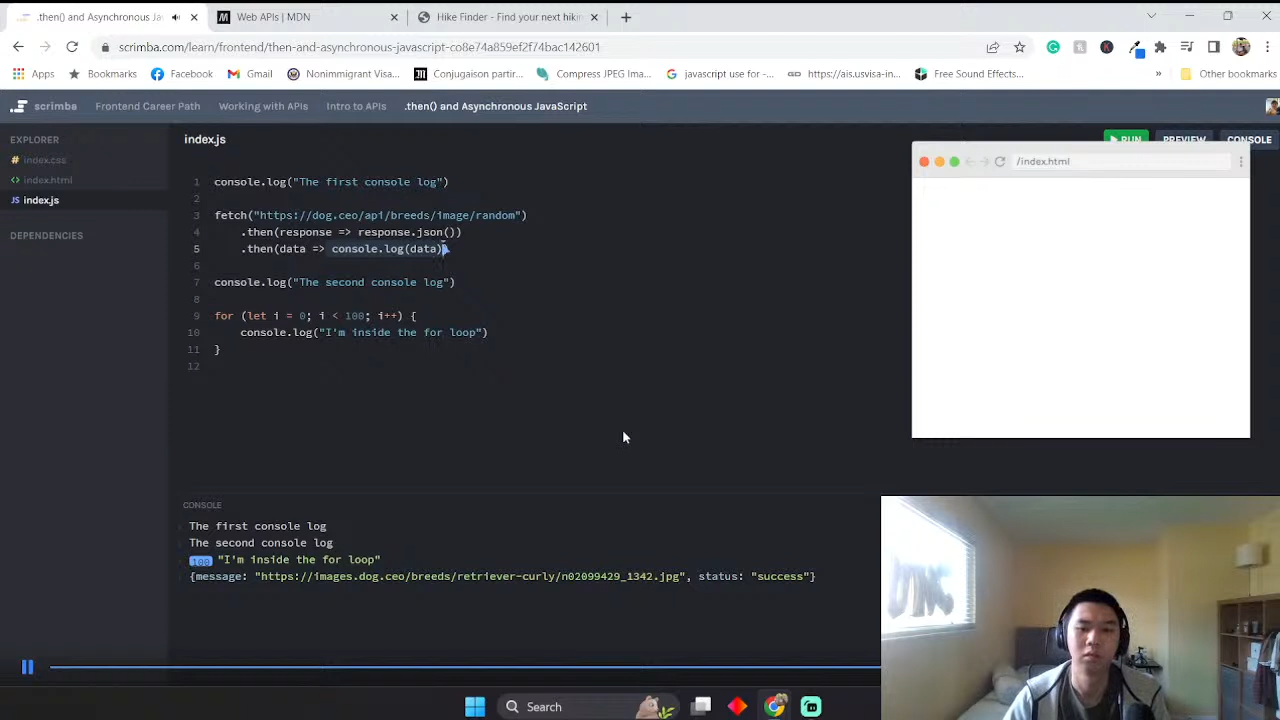 .then() and Asynchronous Ja
Web APIs | MDN
Hike Finder - Find your next hikin
scrimba.com/learn/frontend/then-and-asynchronous-javascript-co8e74a859ef2f74bac142601
Apps
Bookmarks
Facebook
Gmail
Nonimmigrant Visa...
Conjugaison partir...
Compress JPEG Ima...
javascript use for -...
https://ais.usvisa-in...
Free Sound Effects...
»
Other bookmarks
scrimba
Frontend Career Path
Working with APIs
Intro to APIs
.then() and Asynchronous JavaScript
EXPLORER
# index.css
<> index.html
JS index.js
DEPENDENCIES
index.js
RUN
PREVIEW
CONSOLE
/index.html
1 console.log("The first console log")
2
3 fetch("https://dog.ceo/api/breeds/image/random")
4 .then(response => response.json())
5 .then(data => console.log(data)
6
7 console.log("The second console log")
8
9 for (let i = 0; i < 100; i++) {
10 console.log("I'm inside the for loop")
11 }
12
CONSOLE
The first console log
The second console log
100 "I'm inside the for loop"
{message: "https://images.dog.ceo/breeds/retriever-curly/n02099429_1342.jpg", status: "success"}
Search